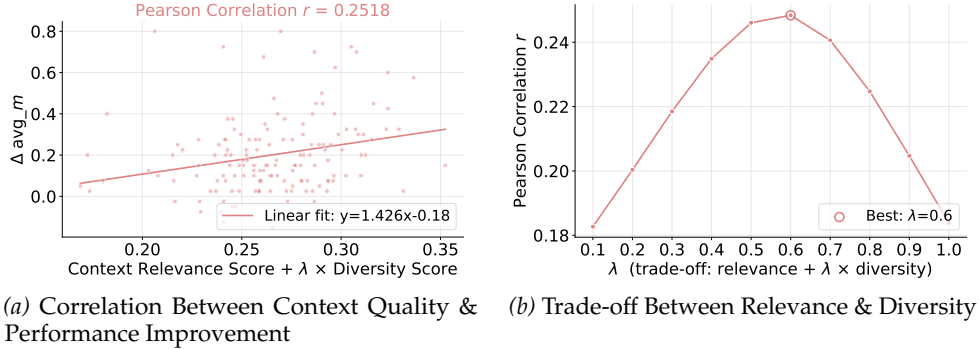 Pearson Correlation r = 0.2518
Δ avg_m
0.8
0.6
0.4
0.2
0.0
Linear fit: y=1.426x-0.18
0.20 0.25 0.30 0.35
Context Relevance Score + λ × Diversity Score
(a) Correlation Between Context Quality &
Performance Improvement
Pearson Correlation r
0.24
0.22
0.20
0.18
Best: λ=0.6
0.1 0.2 0.3 0.4 0.5 0.6 0.7 0.8 0.9 1.0
λ (trade-off: relevance + λ × diversity)
(b) Trade-off Between Relevance & Diversity